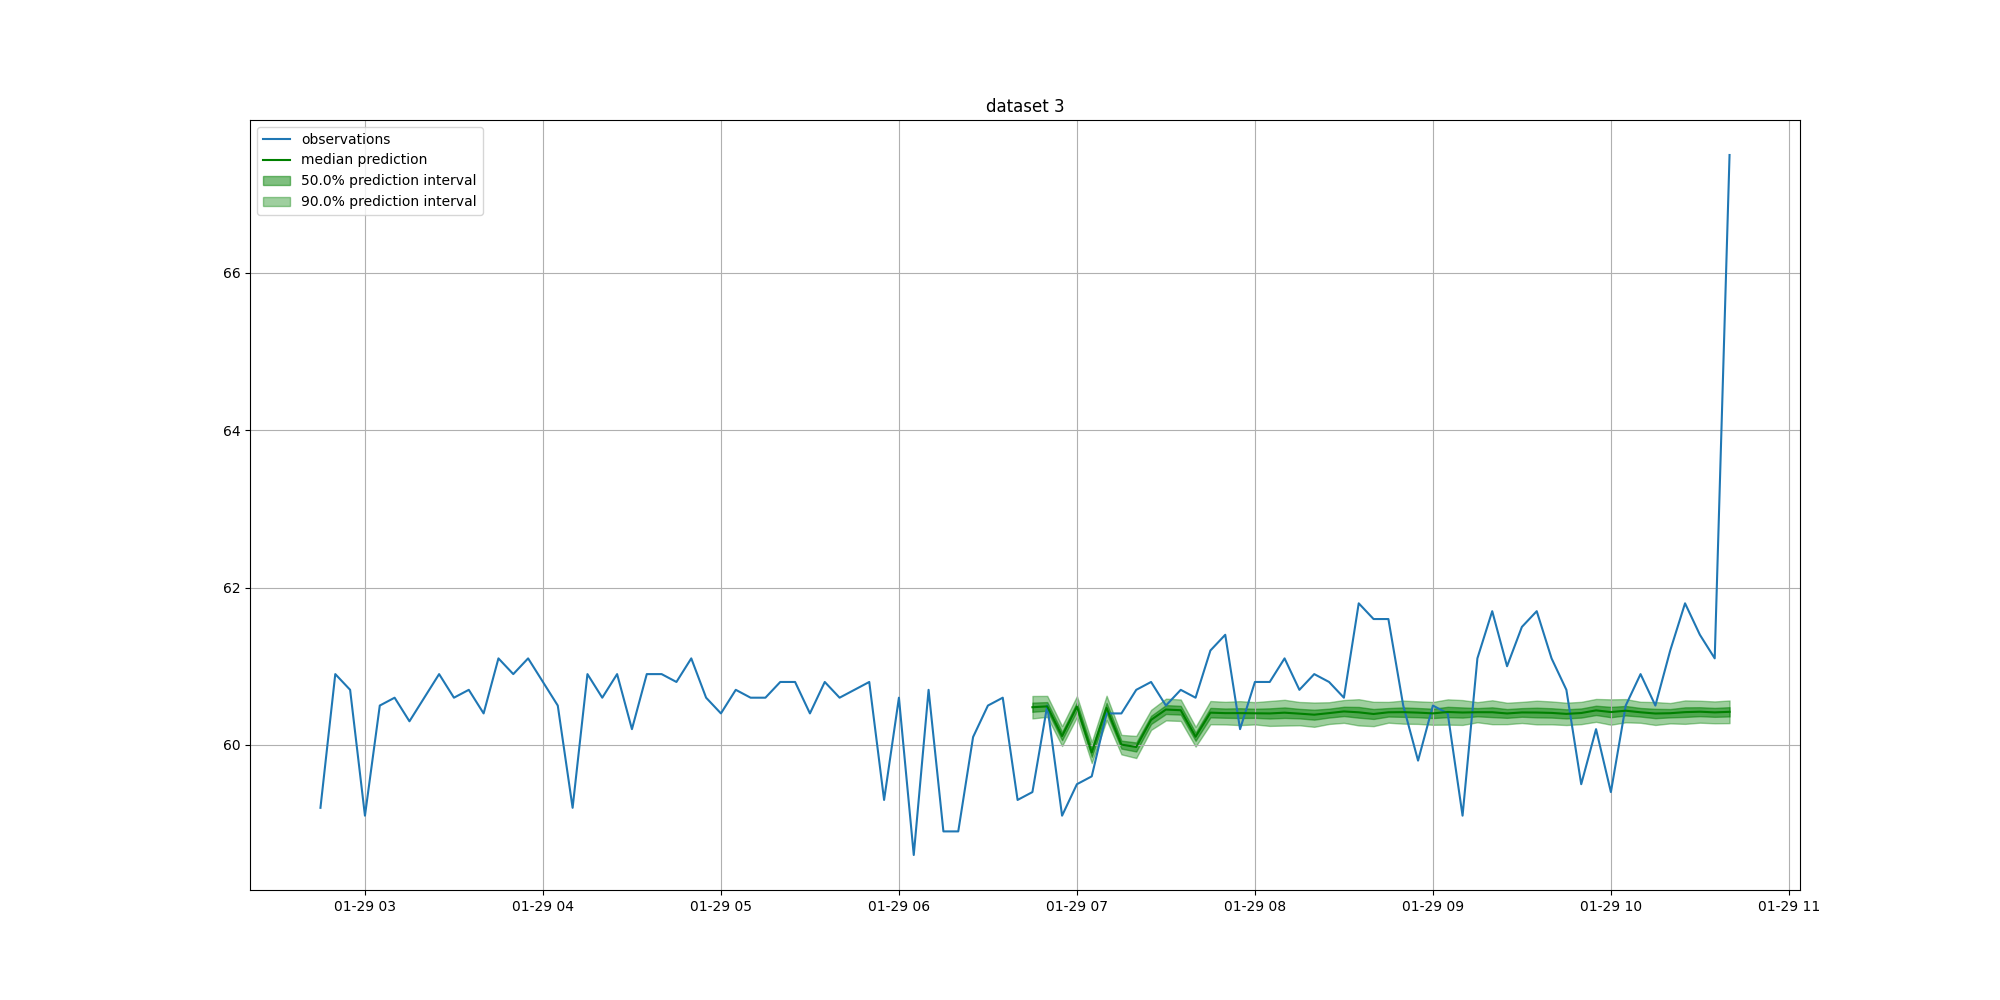 dataset 3
observations
median prediction
50.0% prediction interval
90.0% prediction interval
66
64
62
60
01-29 03
01-29 04
01-29 05
01-29 06
01-29 07
01-29 08
01-29 09
01-29 10
01-29 11